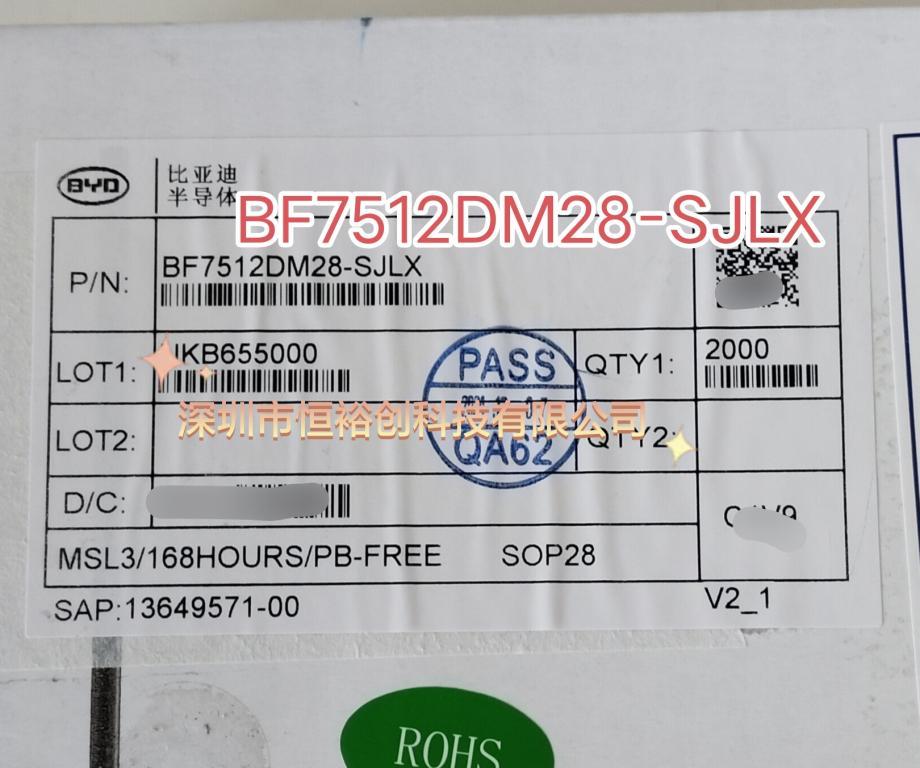 BYD
比亚迪
半导体
BF7512DM28-SJLX
P/N:
BF7512DM28-SJLX
LOT1:
KB655000
PASS
QTY1:
2000
深圳市恒裕创科技有限公司
LOT2:
QA62
QTY2:
D/C:
MSL3/168HOURS/PB-FREE SOP28
SAP:13649571-00
V2_1
ROHS